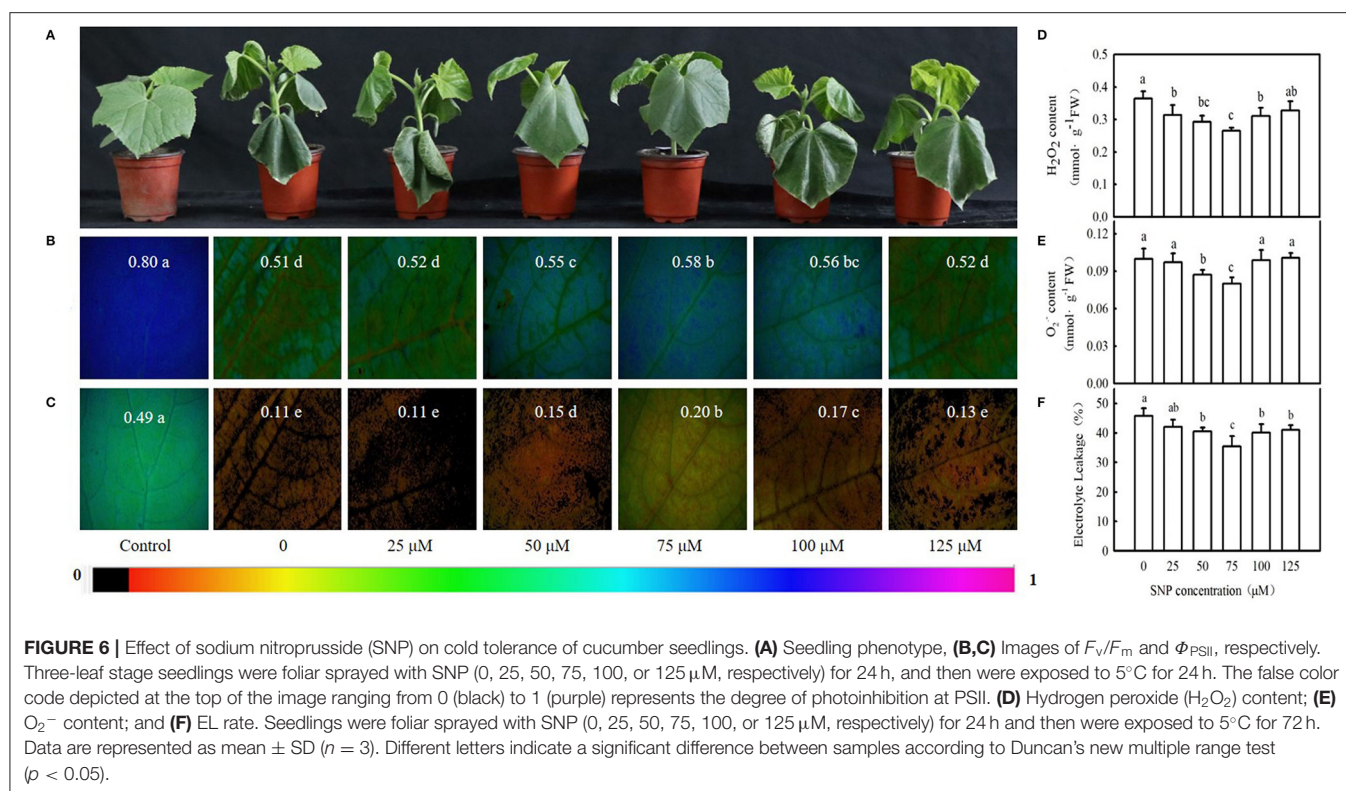 A
B
0.80 a
0.51 d
0.52 d
0.55 c
0.58 b
0.56 bc
0.52 d
C
0.49 a
0.11 e
0.11 e
0.15 d
0.20 b
0.17 c
0.13 e
Control
0
25 μM
50 μM
75 μM
100 μM
125 μM
0
1
D
0.5
0.4
0.3
0.2
0.1
0.0
H₂O₂ content
(mmol· g⁻¹FW)
a
b
bc
c
b
ab
E
0.12
0.09
0.06
0.03
0.00
O₂·⁻ content
(mmol· g⁻¹FW)
a
a
b
c
a
a
F
50
40
30
20
10
0
Electrolyte Leakage (%)
a
ab
b
c
b
b
0 25 50 75 100 125
SNP concentration (μM)
FIGURE 6 | Effect of sodium nitroprusside (SNP) on cold tolerance of cucumber seedlings. (A) Seedling phenotype, (B,C) Images of Fv/Fm and ΦPSII, respectively.
Three-leaf stage seedlings were foliar sprayed with SNP (0, 25, 50, 75, 100, or 125 μM, respectively) for 24 h, and then were exposed to 5°C for 24 h. The false color
code depicted at the top of the image ranging from 0 (black) to 1 (purple) represents the degree of photoinhibition at PSII. (D) Hydrogen peroxide (H₂O₂) content; (E)
O₂⁻ content; and (F) EL rate. Seedlings were foliar sprayed with SNP (0, 25, 50, 75, 100, or 125 μM, respectively) for 24 h and then were exposed to 5°C for 72 h.
Data are represented as mean ± SD (n = 3). Different letters indicate a significant difference between samples according to Duncan's new multiple range test
(p < 0.05).